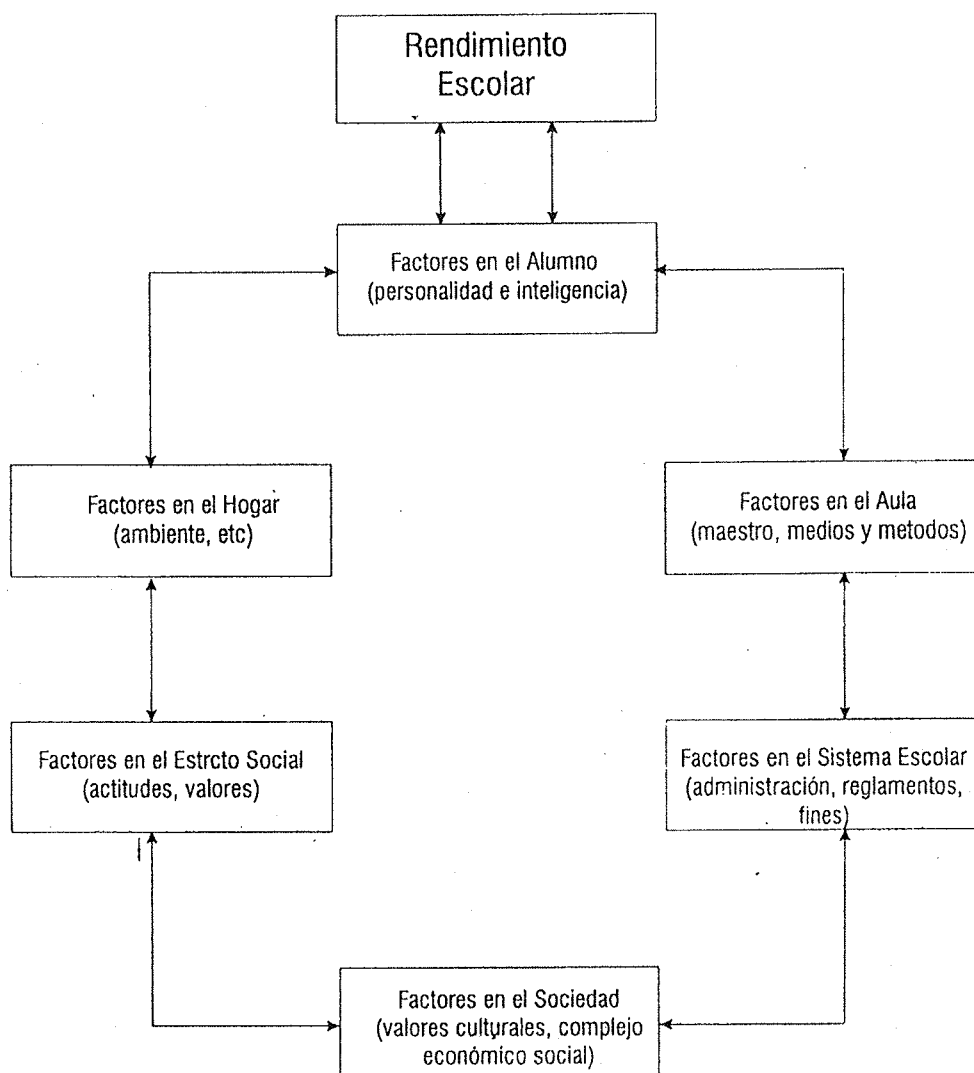 Rendimiento
Escolar
Factores en el Alumno
(personalidad e inteligencia)
Factores en el Hogar
(ambiente, etc)
Factores en el Aula
(maestro, medios y metodos)
Factores en el Estrcto Social
(actitudes, valores)
Factores en el Sistema Escolar
(administración, reglamentos,
fines)
Factores en el Sociedad
(valores culturales, complejo
económico social)